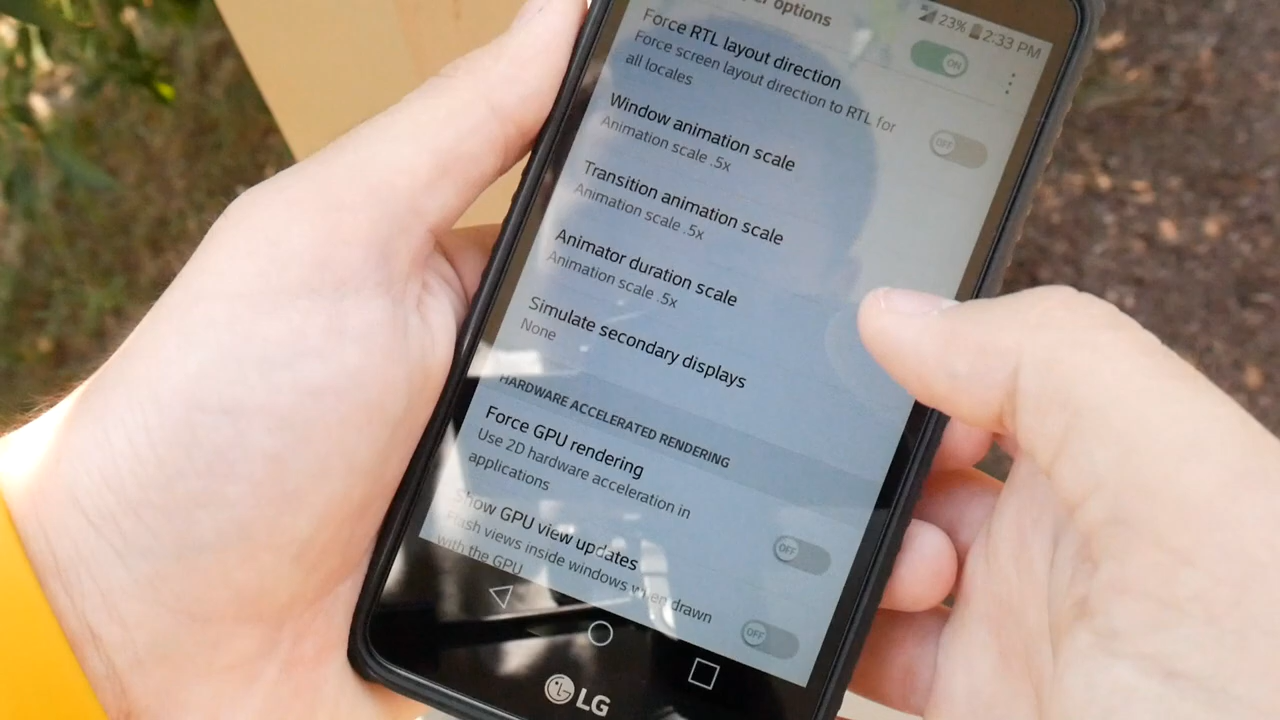 options
23% 2:33 PM
ON
Force RTL layout direction
Force screen layout direction to RTL for
all locales
OFF
Window animation scale
Animation scale .5x
Transition animation scale
Animation scale .5x
Animator duration scale
Animation scale .5x
Simulate secondary displays
None
HARDWARE ACCELERATED RENDERING
Force GPU rendering
Use 2D hardware acceleration in
applications
OFF
Show GPU view updates
Flash views inside windows when drawn
with the GPU
OFF
LG